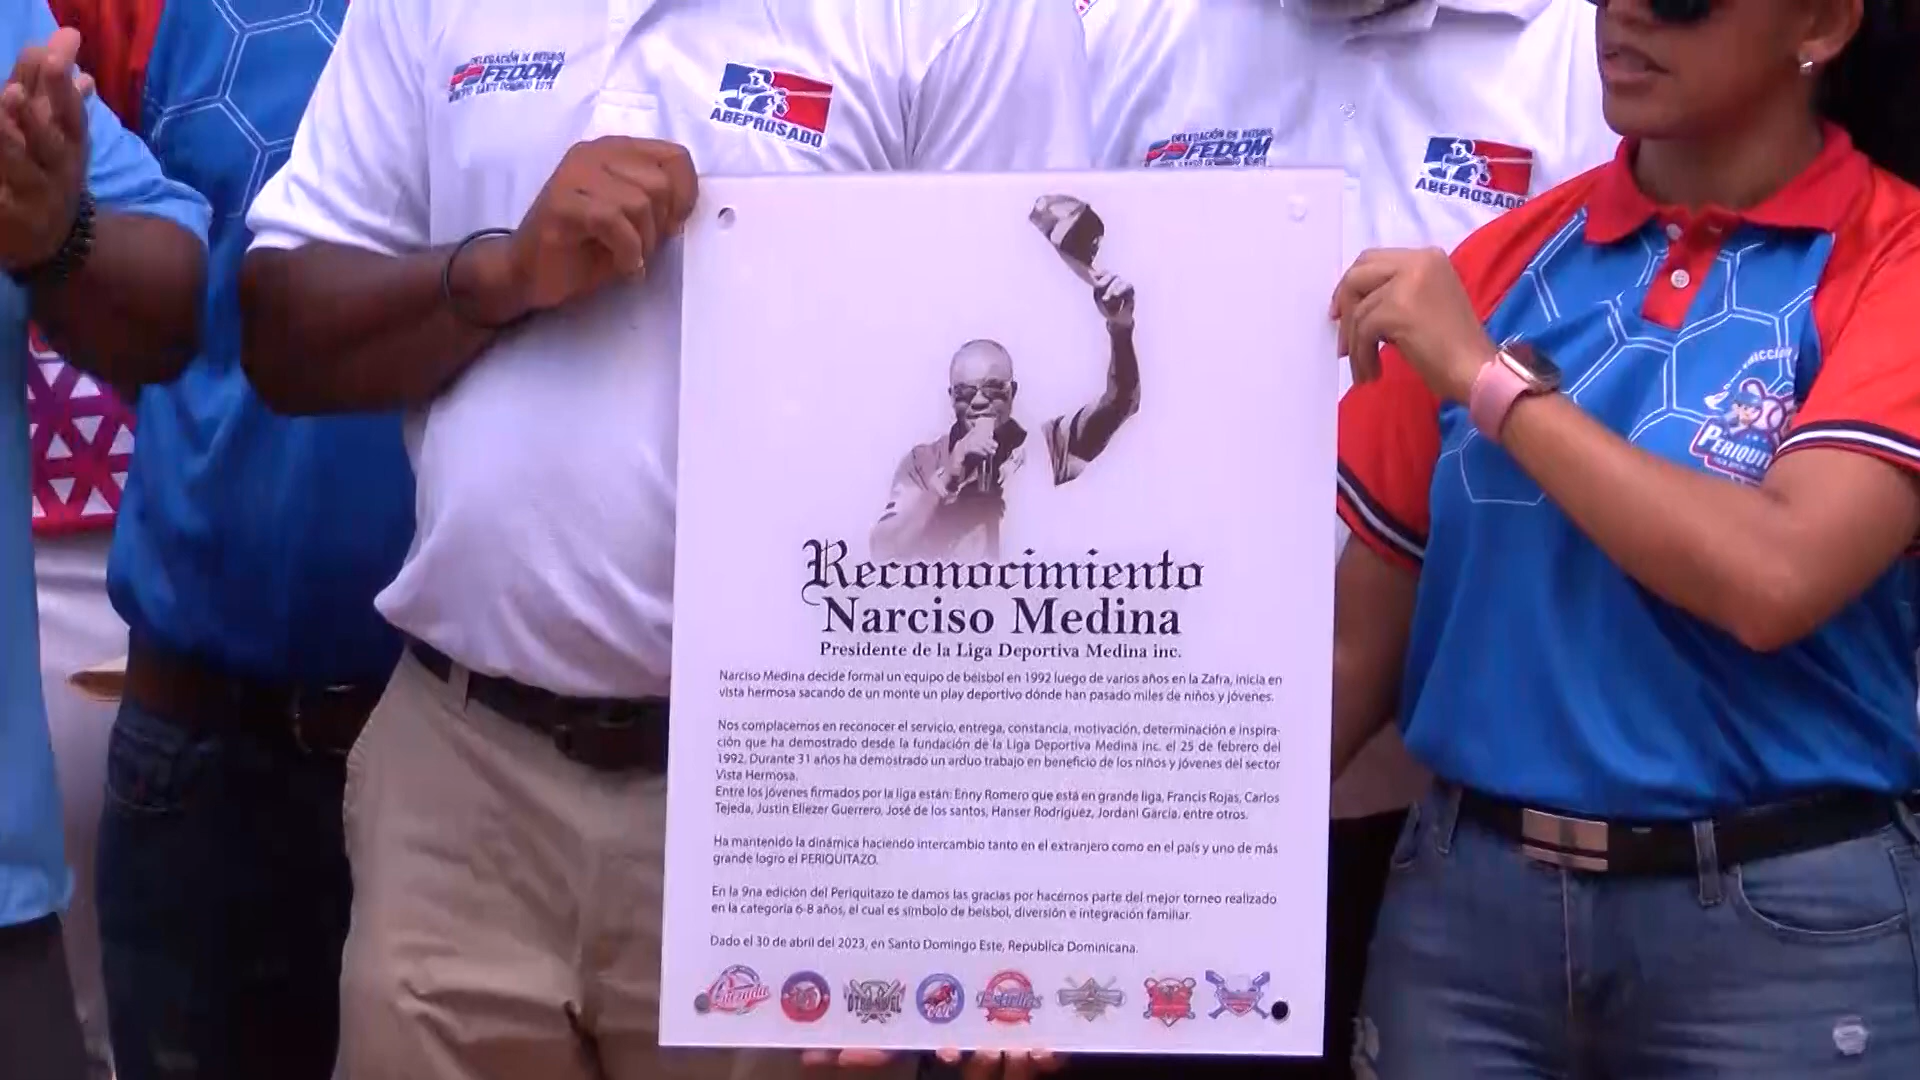 DELEGACIÓN DE BEISBOL
FEDOM
SANTO DOMINGO ESTE
ABEPROSADO
DELEGACIÓN DE BEISBOL
FEDOM
ABEPROSADO
PERIQUI
Reconocimiento
Narciso Medina
Presidente de la Liga Deportiva Medina inc.
Narciso Medina decide formal un equipo de béisbol en 1992 luego de varios años en la Zafra, inicia en
vista hermosa sacando de un monte un play deportivo dónde han pasado miles de niños y jóvenes.
Nos complacemos en reconocer el servicio, entrega, constancia, motivación, determinación e inspira-
ción que ha demostrado desde la fundación de la Liga Deportiva Medina inc. el 25 de febrero del
1992. Durante 31 años ha demostrado un arduo trabajo en beneficio de los niños y jóvenes del sector
Vista Hermosa.
Entre los jóvenes firmados por la liga están: Enny Romero que está en grande liga, Francis Rojas, Carlos
Tejeda, Justin Eliezer Guerrero, José de los santos, Hanser Rodríguez, Jordani García, entre otros.
Ha mantenido la dinámica haciendo intercambio tanto en el extranjero como en el país y uno de más
grande logro el PERIQUITAZO.
En la 9na edición del Periquitazo te damos las gracias por hacernos parte del mejor torneo realizado
en la categoría 6-8 años, el cual es símbolo de beisbol, diversión e integración familiar.
Dado el 30 de abril del 2023, en Santo Domingo Este, Republica Dominicana.
Estrellas